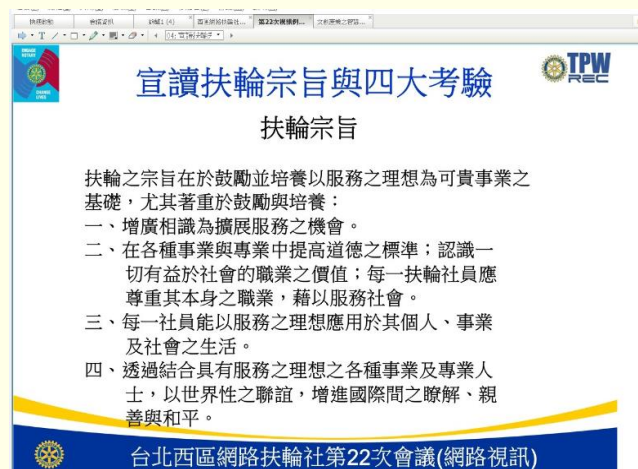 第22次模擬例...
宣讀扶輪宗旨與四大考驗
TPW
REC
扶輪宗旨
扶輪之宗旨在於鼓勵並培養以服務之理想為可貴事業之
基礎，尤其著重於鼓勵與培養：
一、增廣相識為擴展服務之機會。
二、在各種事業與專業中提高道德之標準；認識一
切有益於社會的職業之價值；每一扶輪社員應
尊重其本身之職業，藉以服務社會。
三、每一社員能以服務之理想應用於其個人、事業
及社會之生活。
四、透過結合具有服務之理想之各種事業及專業人
士，以世界性之聯誼，增進國際間之瞭解、親
善與和平。
台北西區網路扶輪社第22次會議(網路視訊)